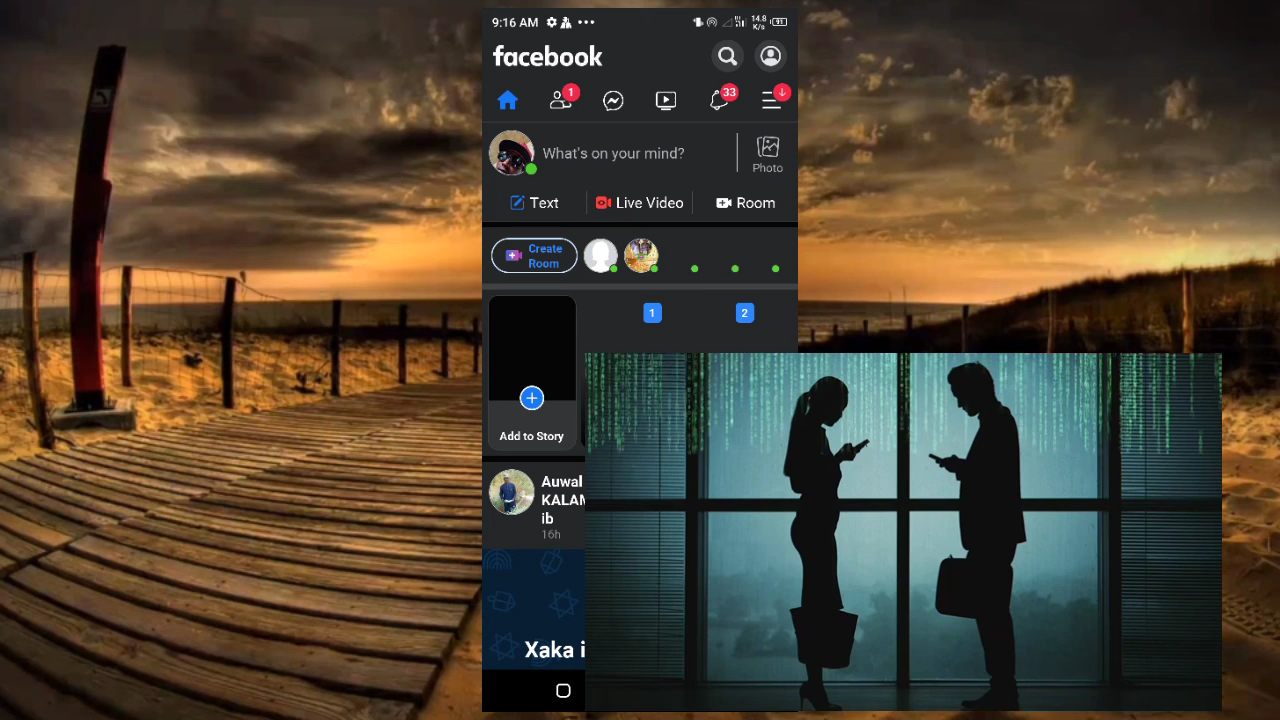 9:16 AM
14.8
K/s
91
facebook
1
33
What's on your mind?
Photo
Text
Live Video
Room
Create
Room
1
2
Add to Story
Auwal
KALAM
ib
16h
Xaka i